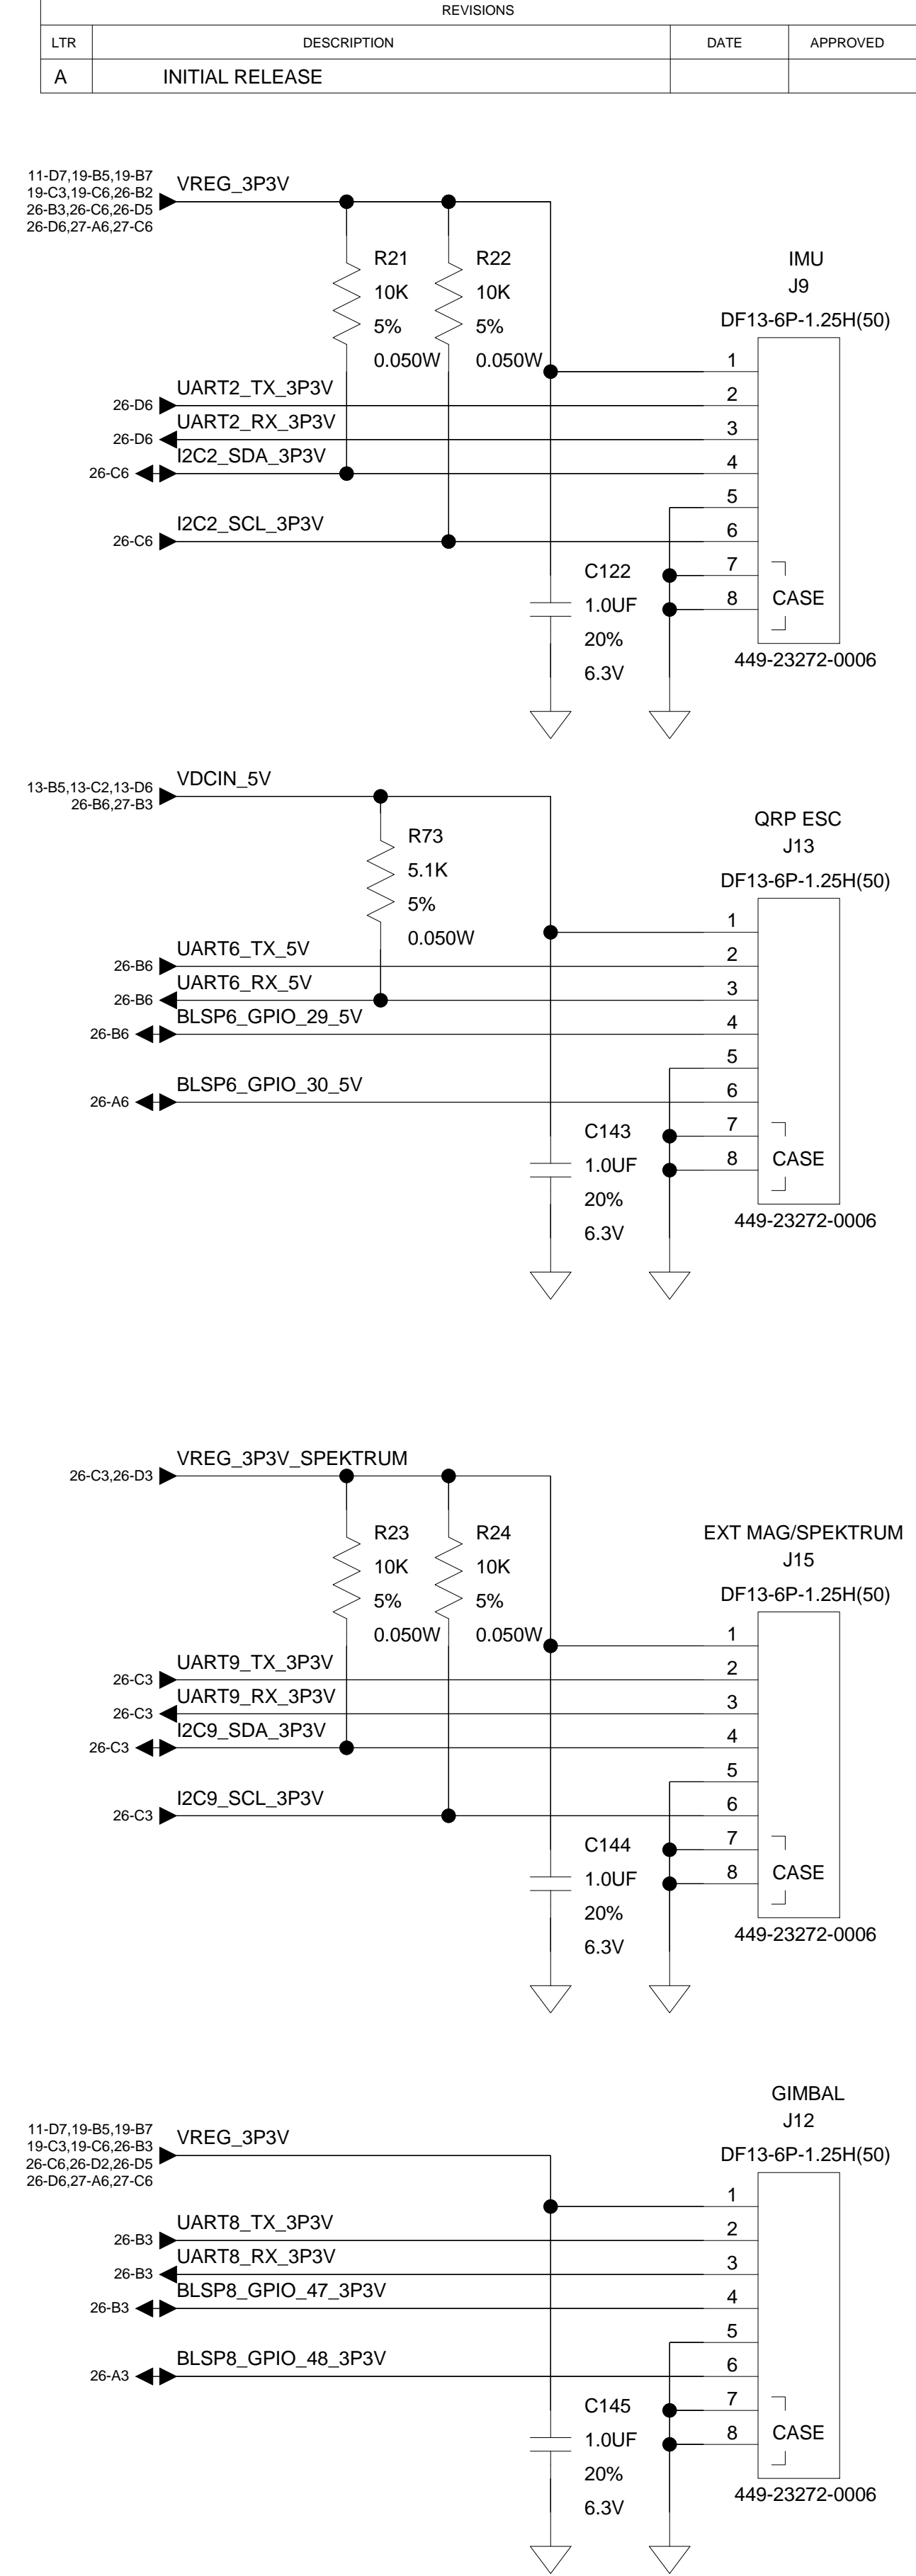 REVISIONS
LTR DESCRIPTION DATE APPROVED
A INITIAL RELEASE
11-D7,19-B5,19-B7
19-C3,19-C6,26-B2
26-B3,26-C6,26-D5
26-D6,27-A6,27-C6
VREG_3P3V
R21
10K
5%
0.050W
R22
10K
5%
0.050W
IMU
J9
DF13-6P-1.25H(50)
1
26-D6 UART2_TX_3P3V 2
26-D6 UART2_RX_3P3V 3
26-C6 I2C2_SDA_3P3V 4
5
26-C6 I2C2_SCL_3P3V 6
7
8 CASE
C122
1.0UF
20%
6.3V
449-23272-0006
13-B5,13-C2,13-D6
26-B6,27-B3
VDCIN_5V
R73
5.1K
5%
0.050W
QRP ESC
J13
DF13-6P-1.25H(50)
1
26-B6 UART6_TX_5V 2
26-B6 UART6_RX_5V 3
26-B6 BLSP6_GPIO_29_5V 4
5
26-A6 BLSP6_GPIO_30_5V 6
7
8 CASE
C143
1.0UF
20%
6.3V
449-23272-0006
26-C3,26-D3 VREG_3P3V_SPEKTRUM
R23
10K
5%
0.050W
R24
10K
5%
0.050W
EXT MAG/SPEKTRUM
J15
DF13-6P-1.25H(50)
1
26-C3 UART9_TX_3P3V 2
26-C3 UART9_RX_3P3V 3
26-C3 I2C9_SDA_3P3V 4
5
26-C3 I2C9_SCL_3P3V 6
7
8 CASE
C144
1.0UF
20%
6.3V
449-23272-0006
11-D7,19-B5,19-B7
19-C3,19-C6,26-B3
26-C6,26-D2,26-D5
26-D6,27-A6,27-C6
VREG_3P3V
GIMBAL
J12
DF13-6P-1.25H(50)
1
26-B3 UART8_TX_3P3V 2
26-B3 UART8_RX_3P3V 3
26-B3 BLSP8_GPIO_47_3P3V 4
5
26-A3 BLSP8_GPIO_48_3P3V 6
7
8 CASE
C145
1.0UF
20%
6.3V
449-23272-0006